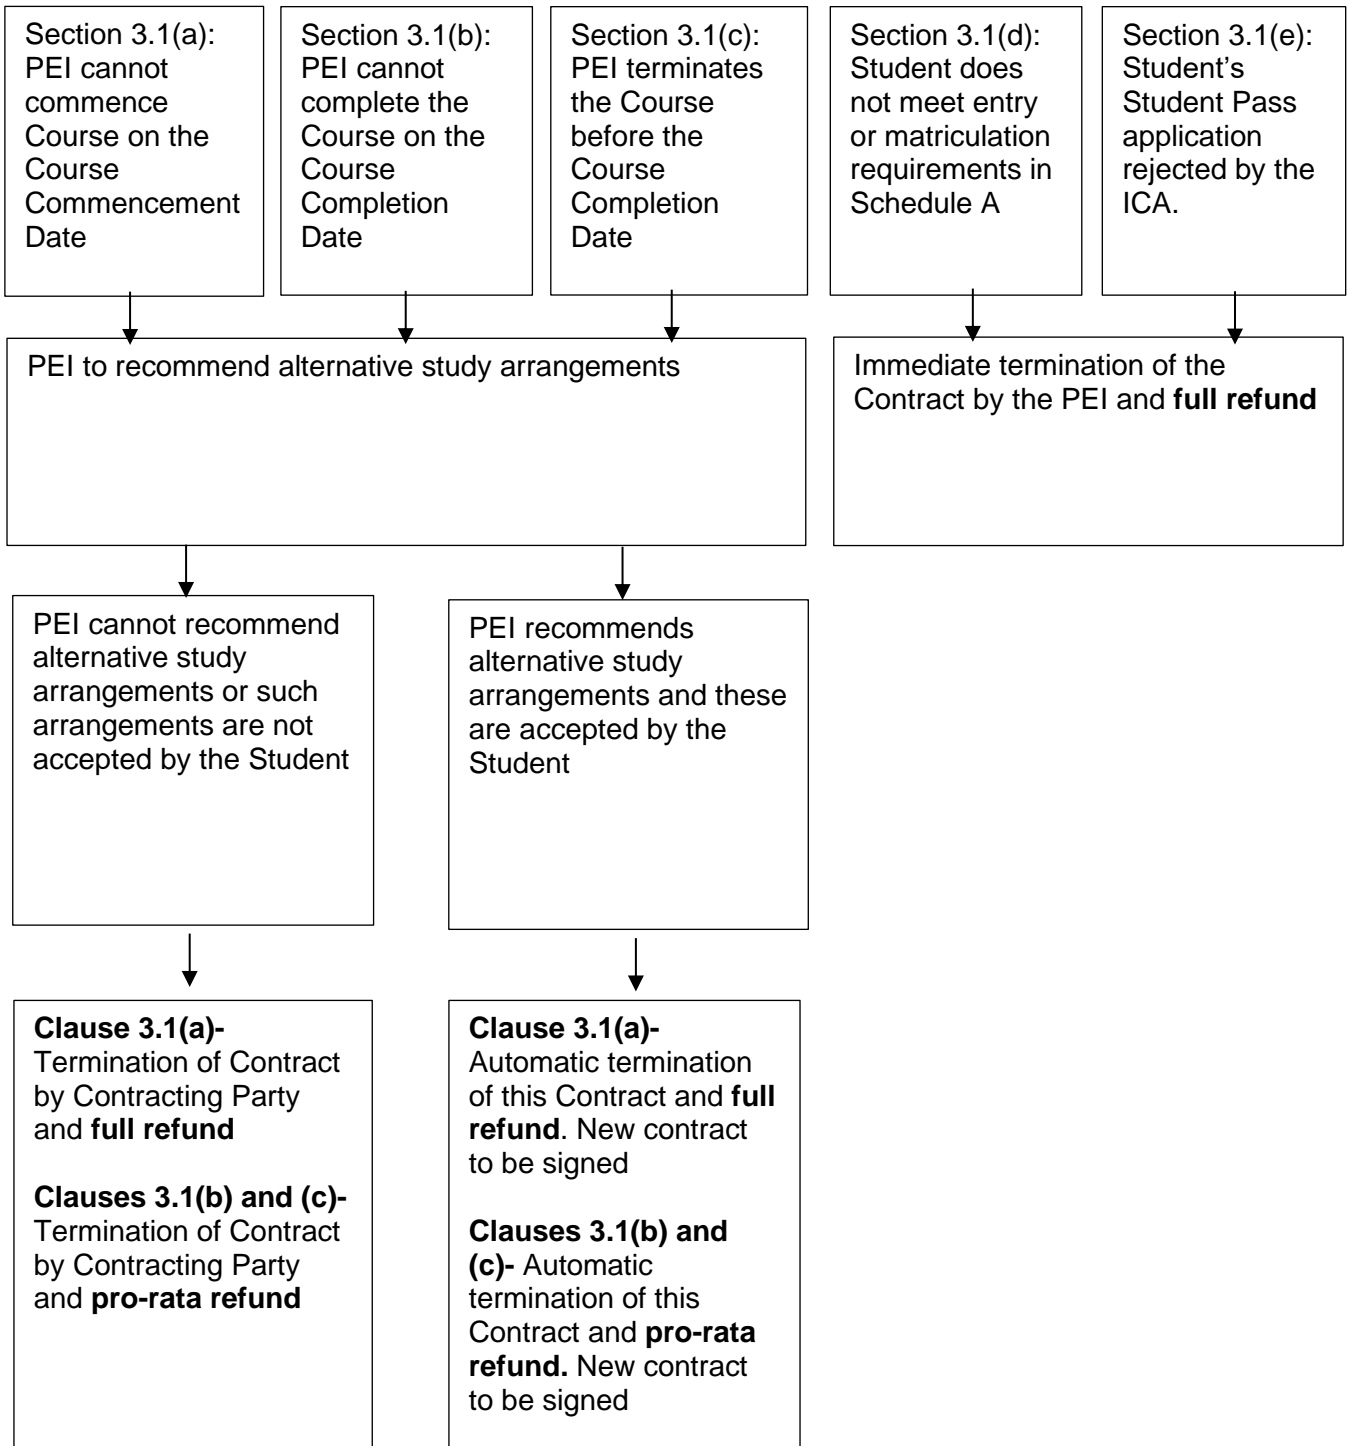 Section 3.1(a):
PEI cannot
commence
Course on the
Course
Commencement
Date
Section 3.1(b):
PEI cannot
complete the
Course on the
Course
Completion
Date
Section 3.1(c):
PEI terminates
the Course
before the
Course
Completion
Date
Section 3.1(d):
Student does
not meet entry
or matriculation
requirements in
Schedule A
Section 3.1(e):
Student’s
Student Pass
application
rejected by the
ICA.
PEI to recommend alternative study arrangements
Immediate termination of the
Contract by the PEI and full refund
PEI cannot recommend
alternative study
arrangements or such
arrangements are not
accepted by the Student
PEI recommends
alternative study
arrangements and these
are accepted by the
Student
Clause 3.1(a)-
Termination of Contract
by Contracting Party
and full refund
Clauses 3.1(b) and (c)-
Termination of Contract
by Contracting Party
and pro-rata refund
Clause 3.1(a)-
Automatic termination
of this Contract and full
refund. New contract
to be signed
Clauses 3.1(b) and
(c)- Automatic
termination of this
Contract and pro-rata
refund. New contract
to be signed